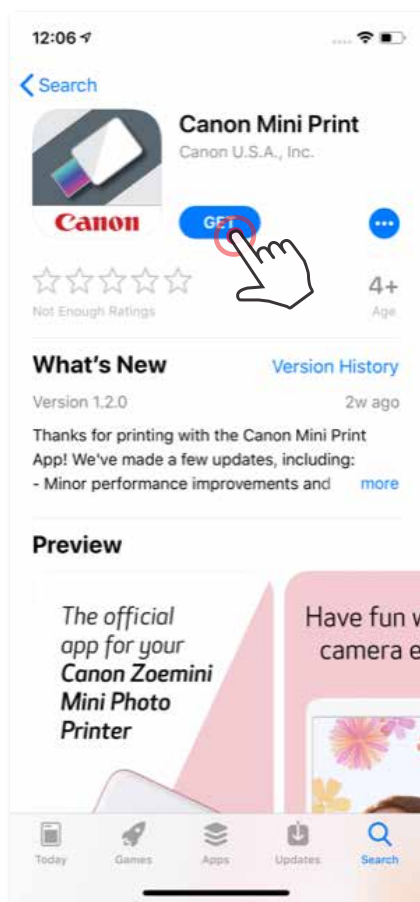 12:06
Search
Canon Mini Print
Canon U.S.A., Inc.
Canon
GET
4+
Not Enough Ratings
Age
What's New
Version History
Version 1.2.0
2w ago
Thanks for printing with the Canon Mini Print
App! We've made a few updates, including:
- Minor performance improvements and more
Preview
The official
app for your
Canon Zoemini
Mini Photo
Printer
Have fun w
camera e
Today
Games
Apps
Updates
Search